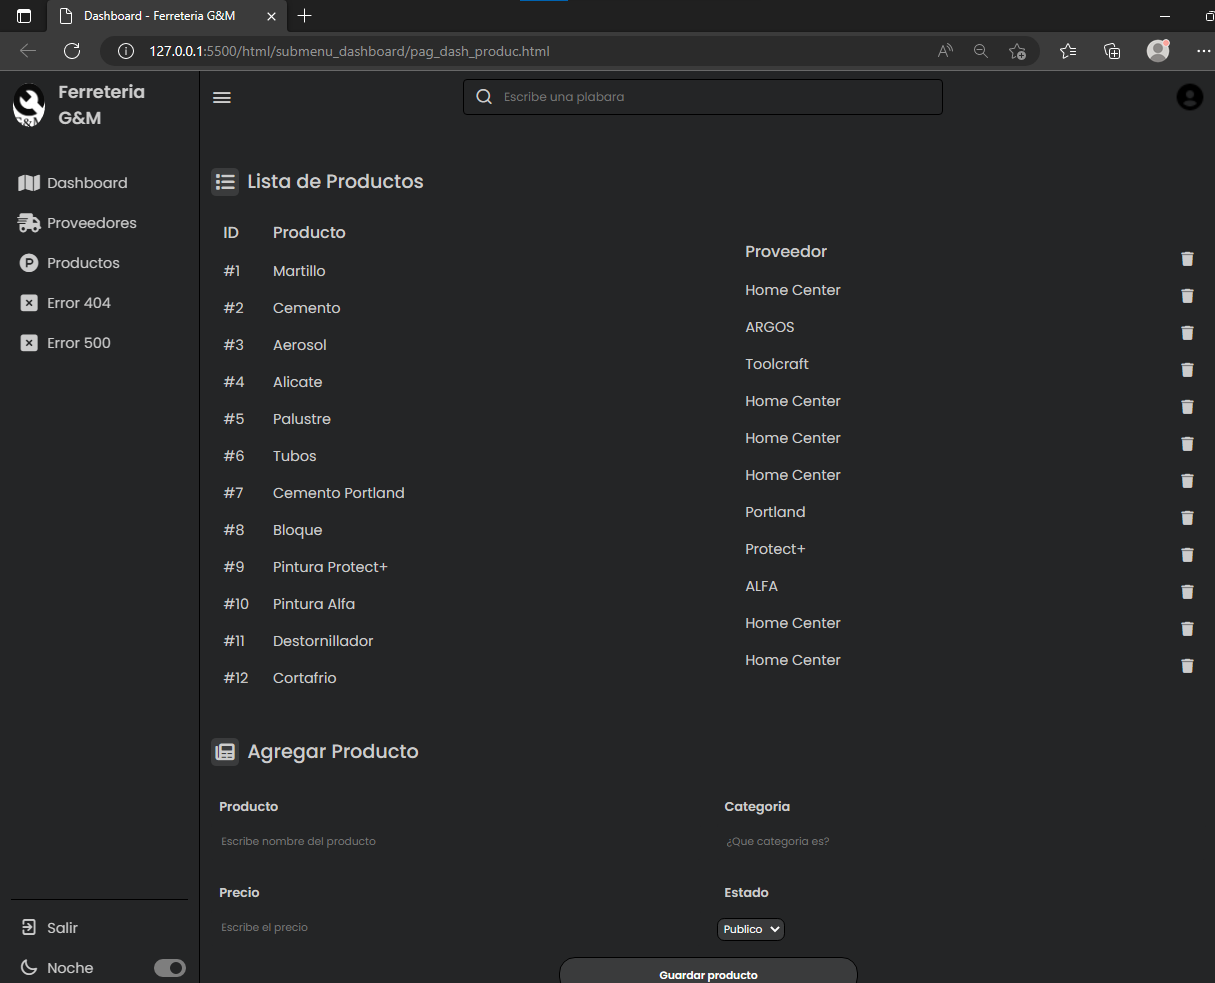 Dashboard - Ferreteria G&M
127.0.0.1:5500/html/submenu_dashboard/pag_dash_produc.html
Ferreteria
G&M
G&M
Escribe una plabara
Dashboard
Proveedores
Productos
Error 404
Error 500
Salir
Noche
Lista de Productos
ID Producto
Proveedor
#1 Martillo
Home Center
#2 Cemento
ARGOS
#3 Aerosol
Toolcraft
#4 Alicate
Home Center
#5 Palustre
Home Center
#6 Tubos
Home Center
#7 Cemento Portland
Portland
#8 Bloque
Protect+
#9 Pintura Protect+
ALFA
#10 Pintura Alfa
Home Center
#11 Destornillador
Home Center
#12 Cortafrio
Agregar Producto
Producto Categoria
Escribe nombre del producto ¿Que categoria es?
Precio Estado
Escribe el precio Publico
Guardar producto